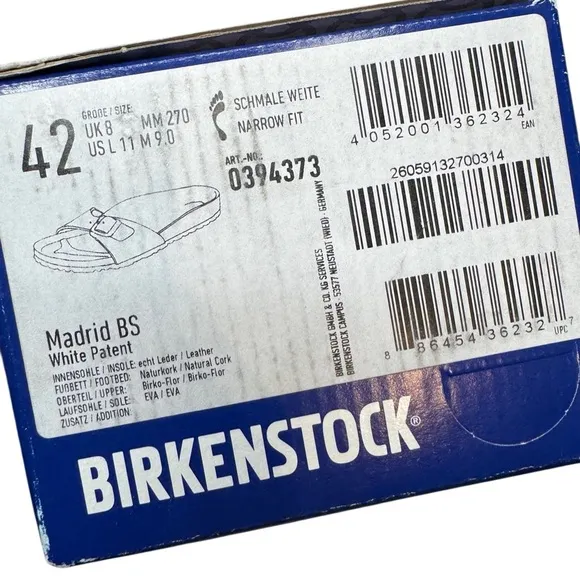 42
GRÖßE / SIZE
UK 8 MM 270
US L 11 M 9.0
SCHMALE WEITE
NARROW FIT
ART.-NO.:
0394373
4 052001 362324
EAN
26059132700314
8 86454 36232 7
UPC
BIRKENSTOCK GMBH & CO. KG SERVICES
BIRKENSTOCK CAMPUS · 53577 NEUSTADT (WIED) · GERMANY
Madrid BS
White Patent
INNENSOHLE / INSOLE: echt Leder / Leather
FUßBETT / FOOTBED: Naturkork / Natural Cork
OBERTEIL / UPPER: Birko-Flor / Birko-Flor
LAUFSOHLE / SOLE: EVA / EVA
ZUSATZ / ADDITION:
BIRKENSTOCK®